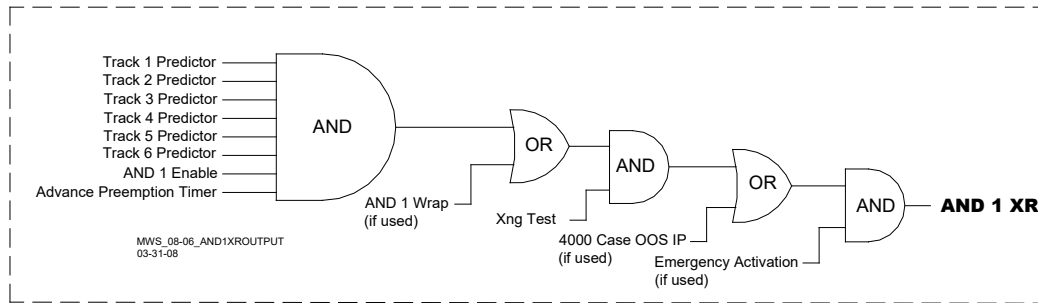 Track 1 Predictor
Track 2 Predictor
Track 3 Predictor
Track 4 Predictor
Track 5 Predictor
Track 6 Predictor
AND 1 Enable
Advance Preemption Timer
AND
AND 1 Wrap
(if used)
OR
Xng Test
AND
4000 Case OOS IP
(if used)
OR
Emergency Activation
(if used)
AND
AND 1 XR
MWS_08-06_AND1XROUTPUT
03-31-08